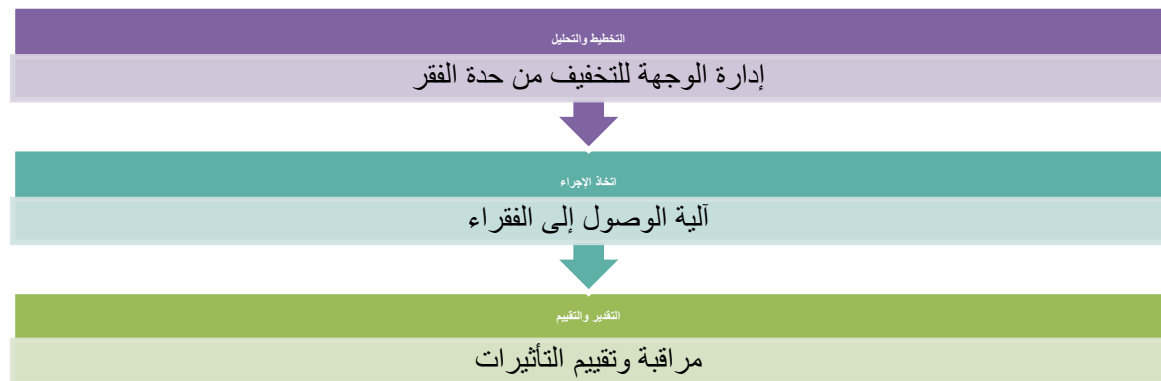 التخطيط والتحليل
إدارة الوجهة للتخفيف من حدة الفقر
اتخاذ الإجراء
آلية الوصول إلى الفقراء
التقدير والتقييم
مراقبة وتقييم التأثيرات